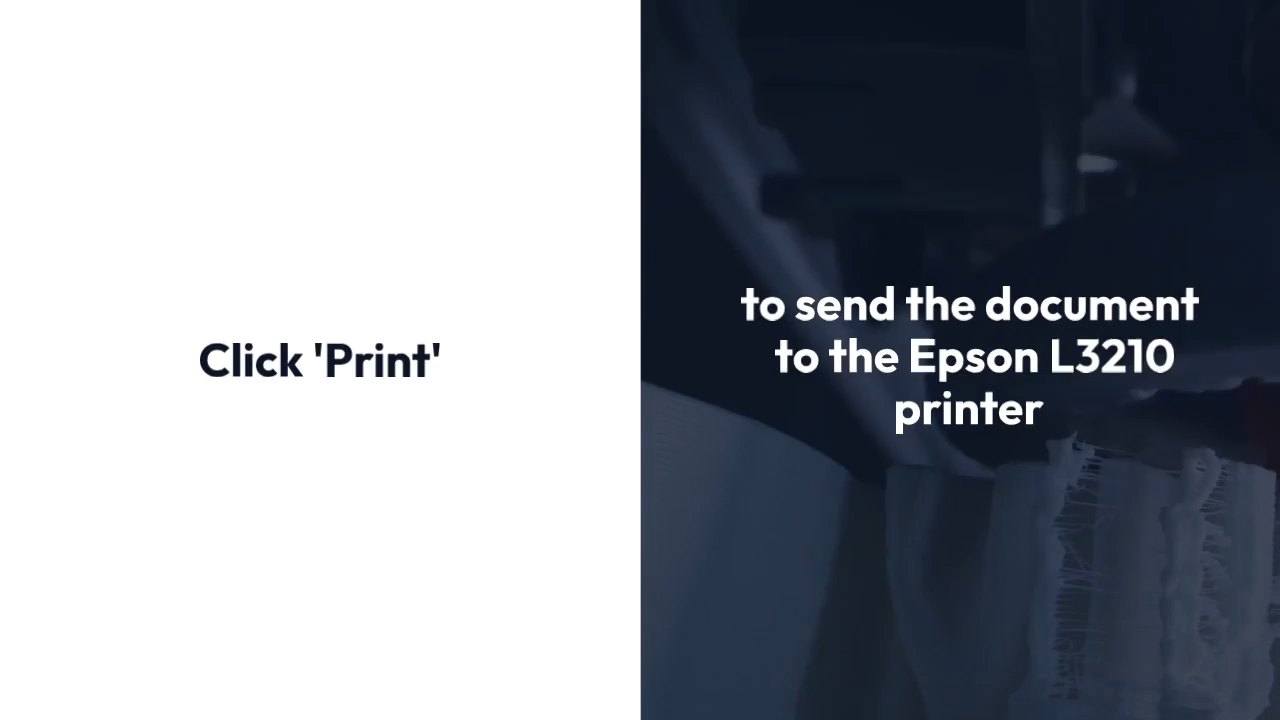 Click 'Print'
to send the document
to the Epson L3210
printer